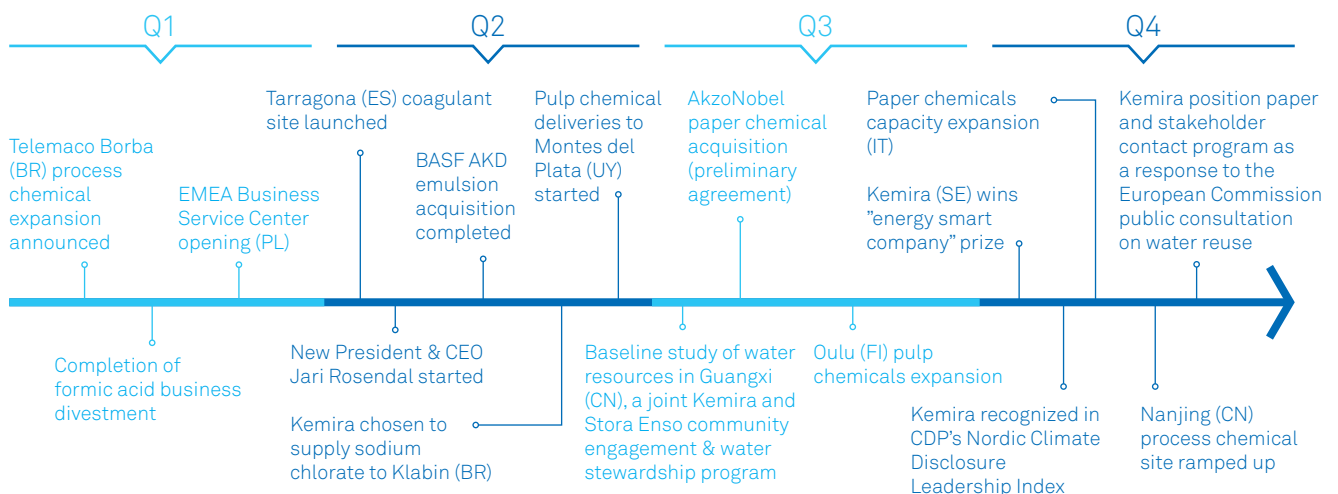 Q1
Q2
Q3
Q4
Telemaco Borba
(BR) process
chemical
expansion
announced
EMEA Business
Service Center
opening (PL)
Tarragona (ES) coagulant
site launched
BASF AKD
emulsion
acquisition
completed
Pulp chemical
deliveries to
Montes del
Plata (UY)
started
AkzoNobel
paper chemical
acquisition
(preliminary
agreement)
Paper chemicals
capacity expansion
(IT)
Kemira (SE) wins
”energy smart
company” prize
Kemira position paper
and stakeholder
contact program as
a response to the
European Commission
public consultation
on water reuse
Completion of
formic acid business
divestment
New President & CEO
Jari Rosendal started
Kemira chosen to
supply sodium
chlorate to Klabin (BR)
Baseline study of water
resources in Guangxi
(CN), a joint Kemira and
Stora Enso community
engagement & water
stewardship program
Oulu (FI) pulp
chemicals expansion
Kemira recognized in
CDP’s Nordic Climate
Disclosure
Leadership Index
Nanjing (CN)
process chemical
site ramped up